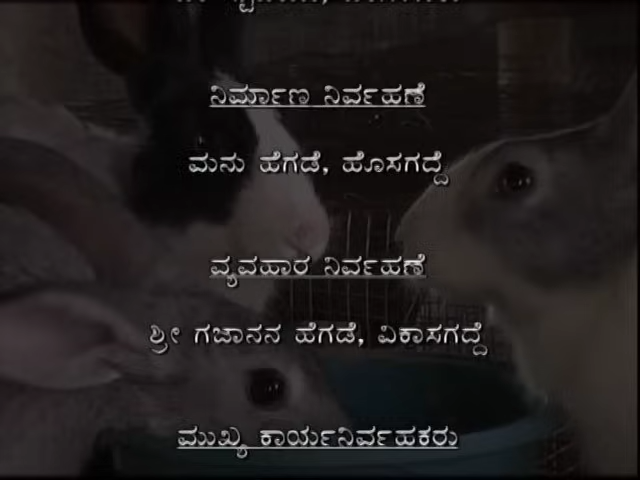 ನಿರ್ಮಾಣ ನಿರ್ವಹಣೆ
ಮನು ಹೆಗಡೆ, ಹೊಸಗದ್ದೆ
ವ್ಯವಹಾರ ನಿರ್ವಹಣೆ
ಶ್ರೀ ಗಜಾನನ ಹೆಗಡೆ, ವಿಕಾಸಗದ್ದೆ
ಮುಖ್ಯ ಕಾರ್ಯನಿರ್ವಹಕರು